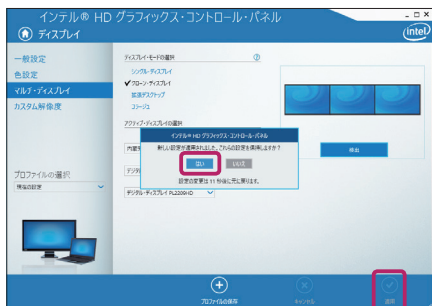 インテル® HD グラフィックス・コントロール・パネル
ディスプレイ
intel
一般設定
色設定
マルチ・ディスプレイ
カスタム解像度
プロファイルの選択
現在の設定
ディスプレイ・モードの選択
?
シングル・ディスプレイ
クローン・ディスプレイ
拡張デスクトップ
コラージュ
アクティブ・ディスプレイの選択
内蔵
デジタ
デジタル・ディスプレイ PL2209HD
検出
インテル® HD グラフィックス・コントロール・パネル
新しい設定が適用されました。これらの設定を保持しますか?
はい
いいえ
設定の変更は 11 秒後に元に戻ります。
プロファイルの保存
キャンセル
適用